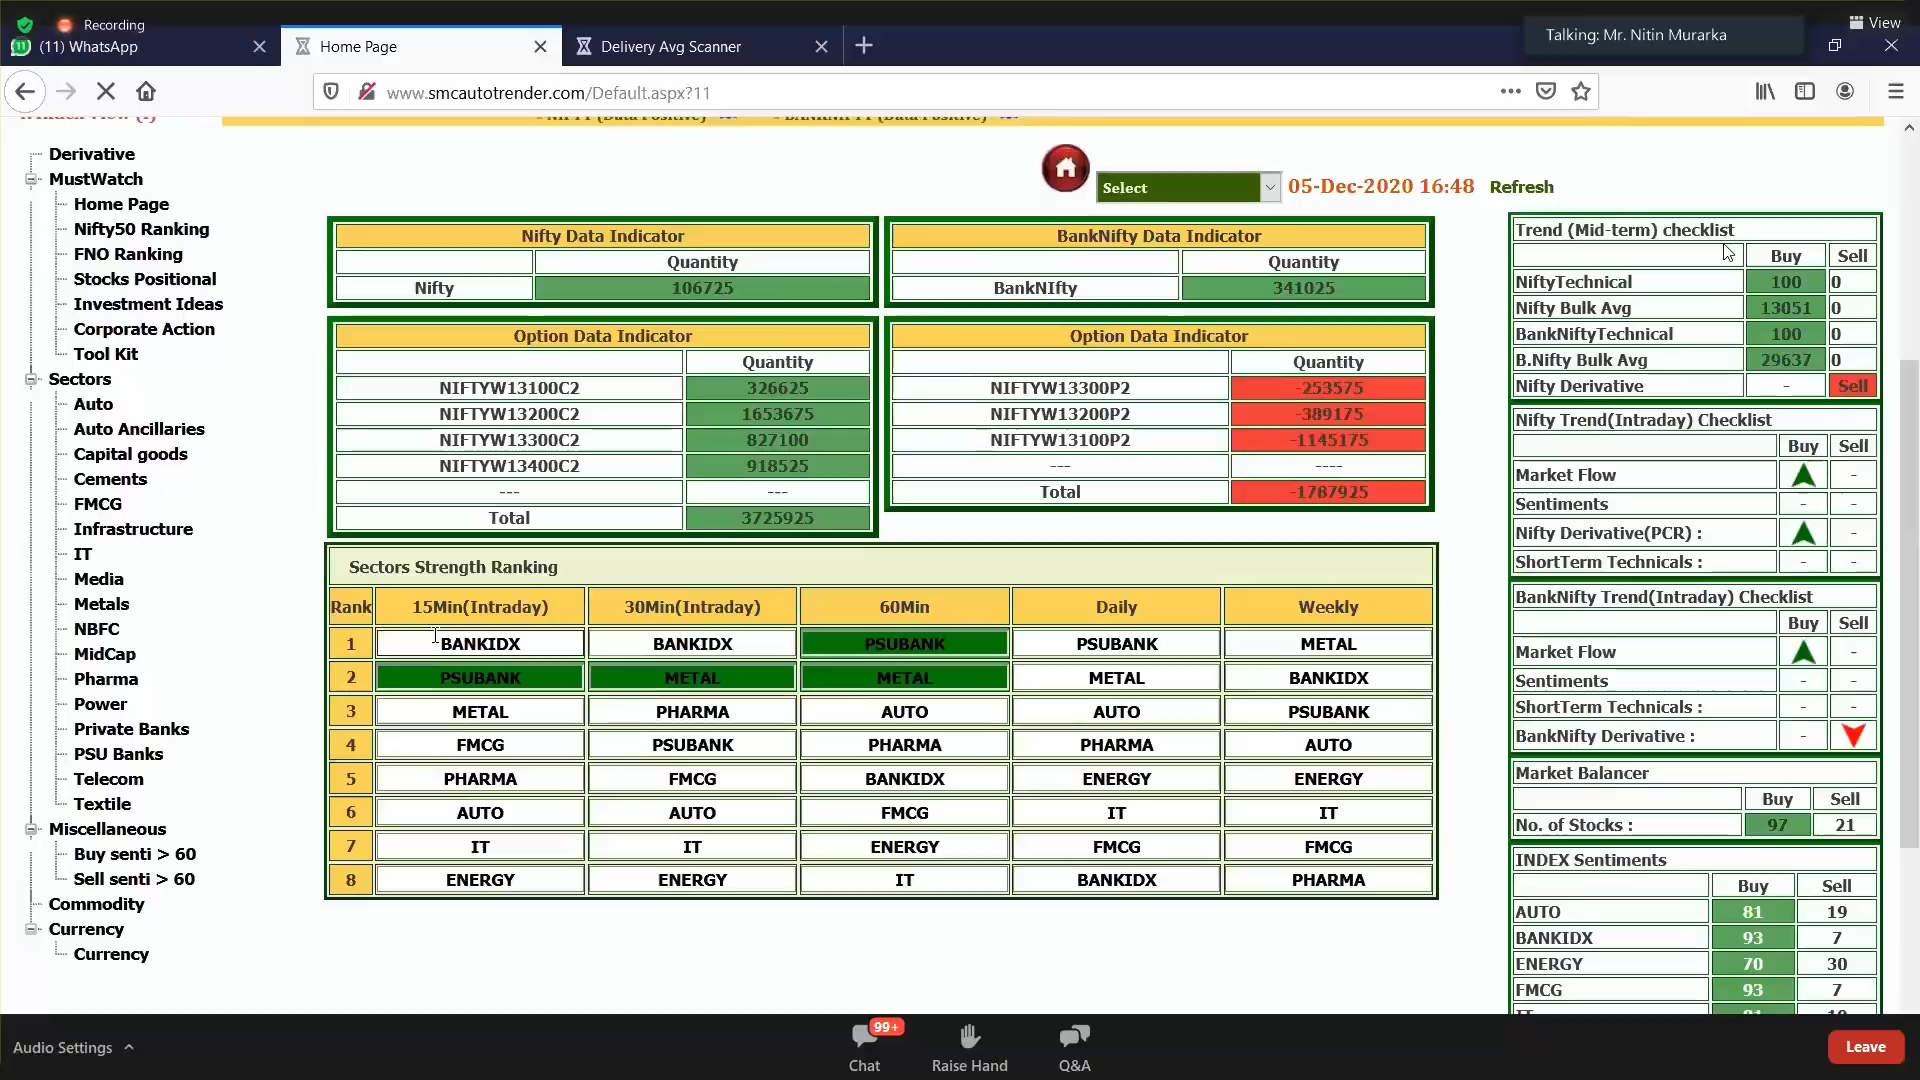 Recording
View
(11) WhatsApp
Home Page
Delivery Avg Scanner
Talking: Mr. Nitin Murarka
www.smcautotrender.com/Default.aspx?11
- NIFTY (Data Positive)
- BANKNIFTY (Data Positive)
Derivative
MustWatch
Home Page
Nifty50 Ranking
FNO Ranking
Stocks Positional
Investment Ideas
Corporate Action
Tool Kit
Sectors
Auto
Auto Ancillaries
Capital goods
Cements
FMCG
Infrastructure
IT
Media
Metals
NBFC
MidCap
Pharma
Power
Private Banks
PSU Banks
Telecom
Textile
Miscellaneous
Buy senti > 60
Sell senti > 60
Commodity
Currency
Currency
Select 05-Dec-2020 16:48 Refresh
Nifty Data Indicator
Quantity
Nifty 106725
BankNifty Data Indicator
Quantity
BankNIfty 341025
Option Data Indicator
Quantity
NIFTYW13100C2 326625
NIFTYW13200C2 1653675
NIFTYW13300C2 827100
NIFTYW13400C2 918525
--- ---
Total 3725925
Option Data Indicator
Quantity
NIFTYW13300P2 -253575
NIFTYW13200P2 -389175
NIFTYW13100P2 -1145175
--- ----
Total -1787925
Sectors Strength Ranking
Rank 15Min(Intraday) 30Min(Intraday) 60Min Daily Weekly
1 BANKIDX BANKIDX PSUBANK PSUBANK METAL
2 PSUBANK METAL METAL METAL BANKIDX
3 METAL PHARMA AUTO AUTO PSUBANK
4 FMCG PSUBANK PHARMA PHARMA AUTO
5 PHARMA FMCG BANKIDX ENERGY ENERGY
6 AUTO AUTO FMCG IT IT
7 IT IT ENERGY FMCG FMCG
8 ENERGY ENERGY IT BANKIDX PHARMA
Trend (Mid-term) checklist
Buy Sell
NiftyTechnical 100 0
Nifty Bulk Avg 13051 0
BankNiftyTechnical 100 0
B.Nifty Bulk Avg 29637 0
Nifty Derivative - Sell
Nifty Trend(Intraday) Checklist
Buy Sell
Market Flow -
Sentiments - -
Nifty Derivative(PCR) : -
ShortTerm Technicals : - -
BankNifty Trend(Intraday) Checklist
Buy Sell
Market Flow -
Sentiments - -
ShortTerm Technicals : - -
BankNifty Derivative : -
Market Balancer
Buy Sell
No. of Stocks : 97 21
INDEX Sentiments
Buy Sell
AUTO 81 19
BANKIDX 93 7
ENERGY 70 30
FMCG 93 7
Audio Settings
99+
Chat
Raise Hand
Q&A
Leave